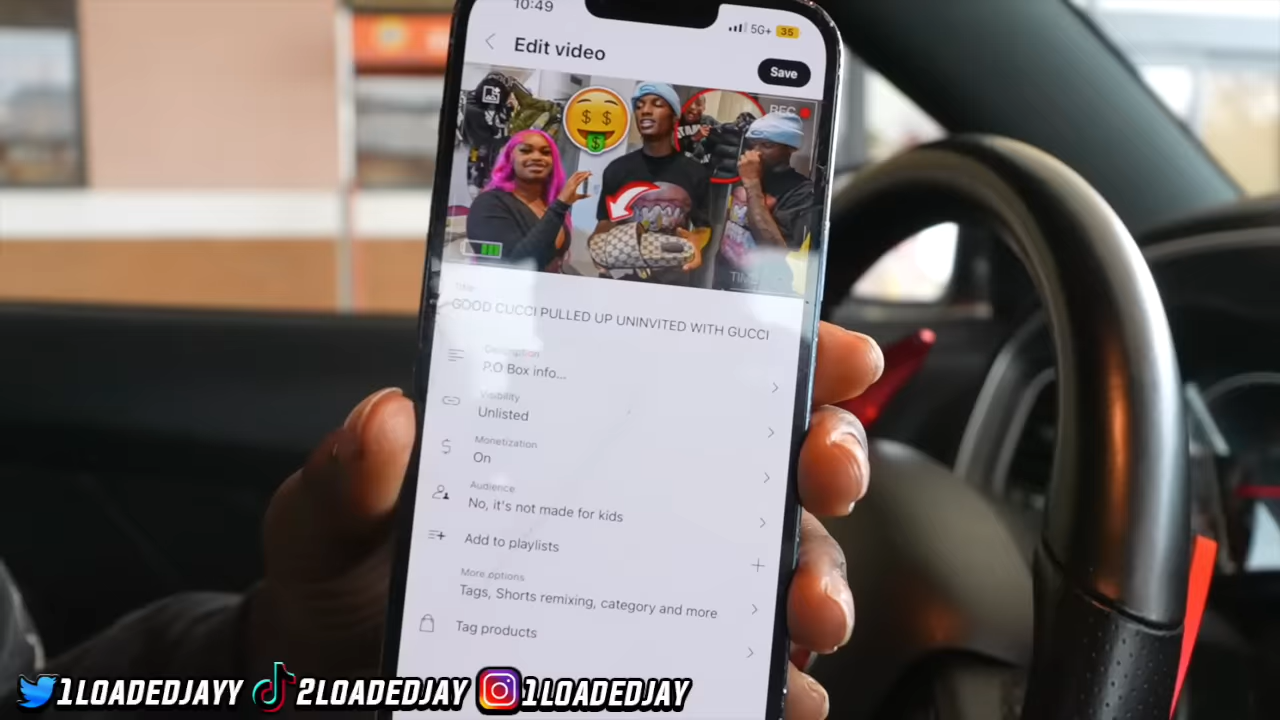 10:49
5G+ 35
Edit video
Save
REC
Title
GOOD CUCCI PULLED UP UNINVITED WITH GUCCI
Description
P.O Box info...
Visibility
Unlisted
Monetization
On
Audience
No, it's not made for kids
Add to playlists
More options
Tags, Shorts remixing, category and more
Tag products
1LOADEDJAYY 2LOADEDJAY 1LOADEDJAY